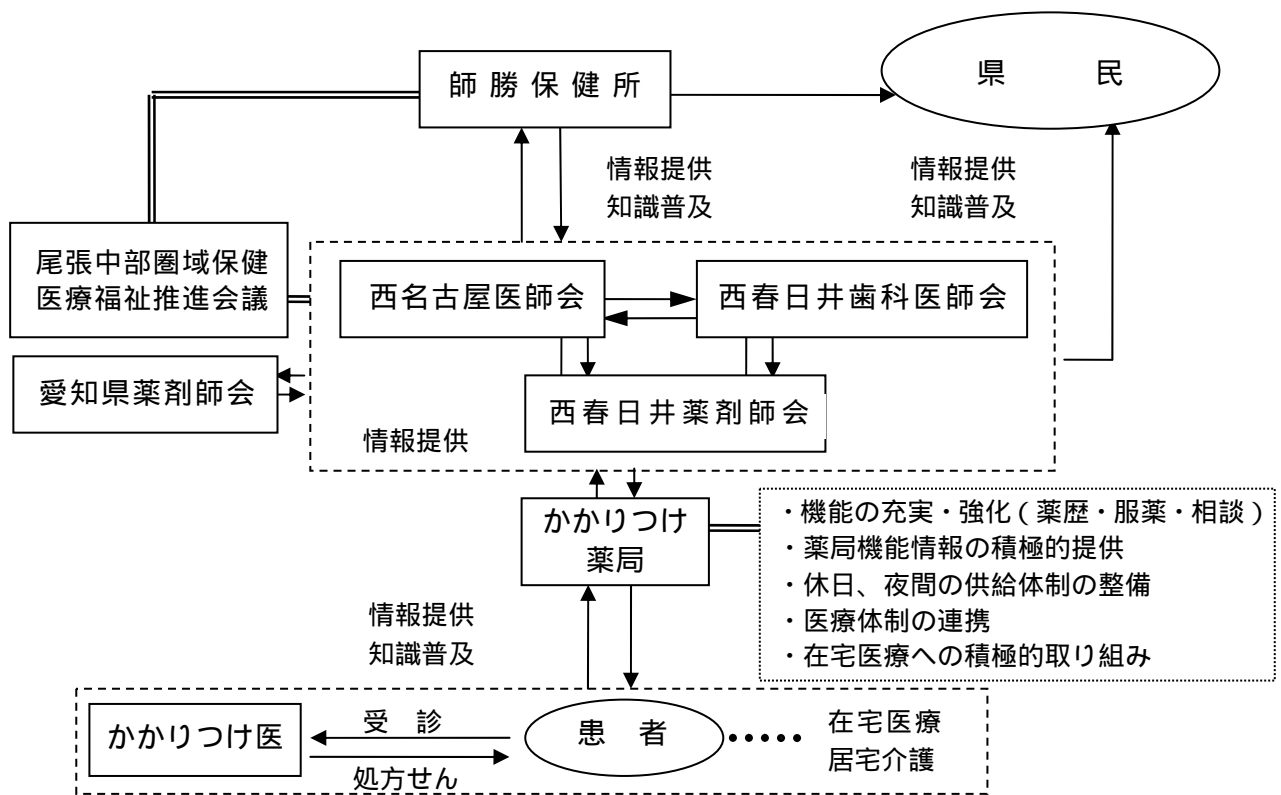 師勝保健所
県　　民
情報提供
知識普及
情報提供
知識普及
尾張中部圏域保健
医療福祉推進会議
西名古屋医師会
西春日井歯科医師会
愛知県薬剤師会
西春日井薬剤師会
情報提供
かかりつけ
薬局
・機能の充実・強化（薬歴・服薬・相談）
・薬局機能情報の積極的提供
・休日、夜間の供給体制の整備
・医療体制の連携
・在宅医療への積極的取り組み
情報提供
知識普及
かかりつけ医
受　診
処方せん
患　者
在宅医療
居宅介護